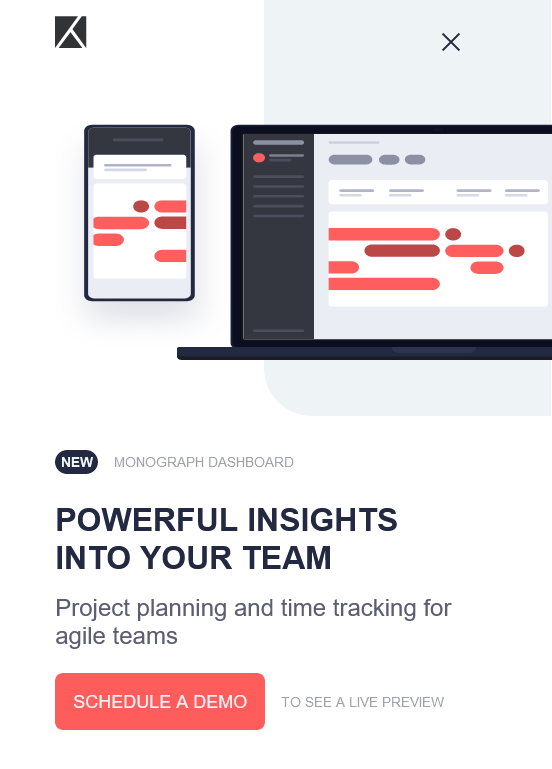 NEW MONOGRAPH DASHBOARD
POWERFUL INSIGHTS
INTO YOUR TEAM
Project planning and time tracking for
agile teams
SCHEDULE A DEMO TO SEE A LIVE PREVIEW